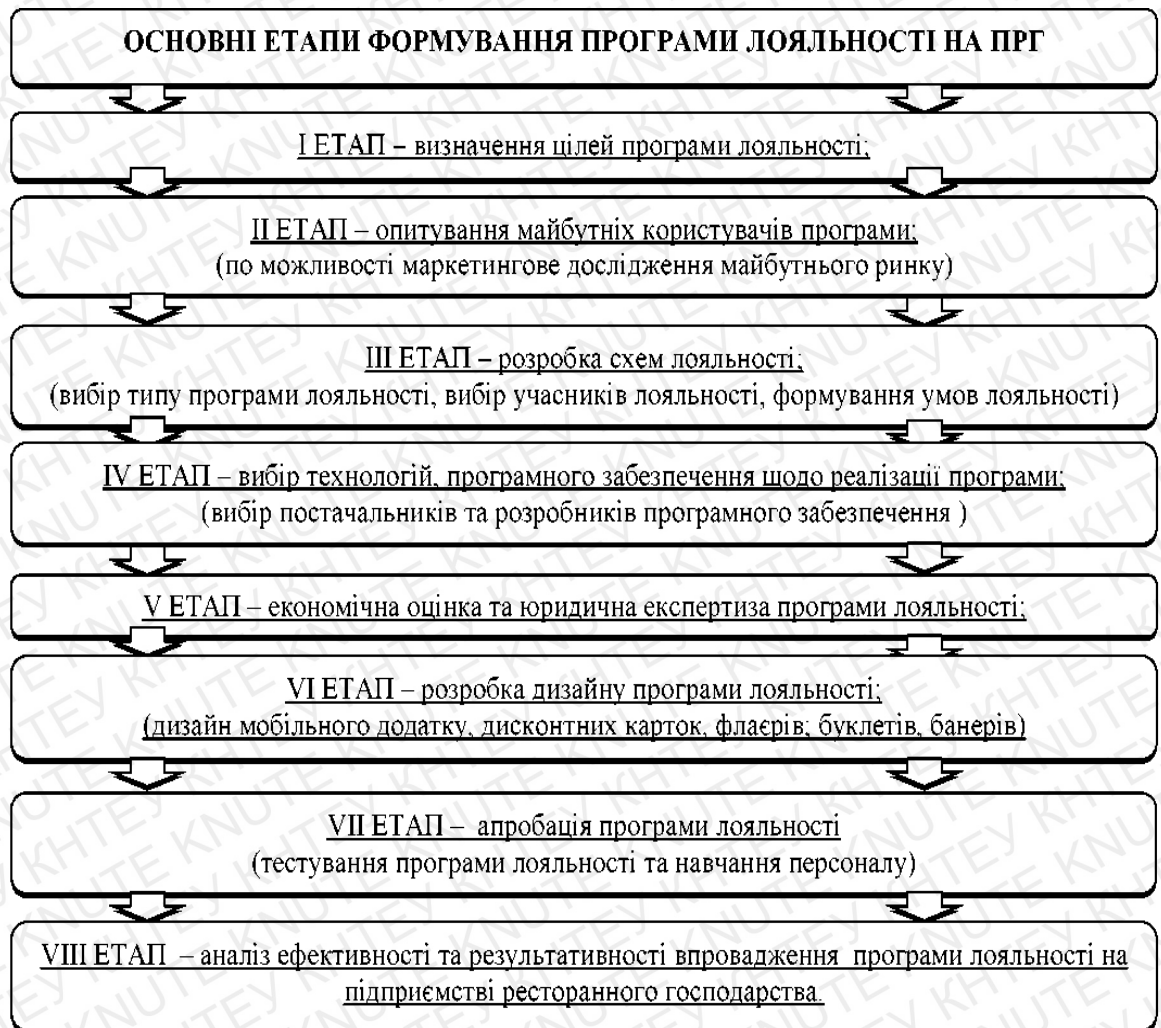 ОСНОВНІ ЕТАПИ ФОРМУВАННЯ ПРОГРАМИ ЛОЯЛЬНОСТІ НА ПРГ
І ЕТАП – визначення цілей програми лояльності;
ІІ ЕТАП – опитування майбутніх користувачів програми;
(по можливості маркетингове дослідження майбутнього ринку)
ІІІ ЕТАП – розробка схем лояльності;
(вибір типу програми лояльності, вибір учасників лояльності, формування умов лояльності)
IV ЕТАП – вибір технологій, програмного забезпечення щодо реалізації програми;
(вибір постачальників та розробників програмного забезпечення )
V ЕТАП – економічна оцінка та юридична експертиза програми лояльності;
VI ЕТАП – розробка дизайну програми лояльності;
(дизайн мобільного додатку, дисконтних карток, флаєрів; буклетів, банерів)
VII ЕТАП – апробація програми лояльності
(тестування програми лояльності та навчання персоналу)
VIII ЕТАП – аналіз ефективності та результативності впровадження програми лояльності на
підприємстві ресторанного господарства.